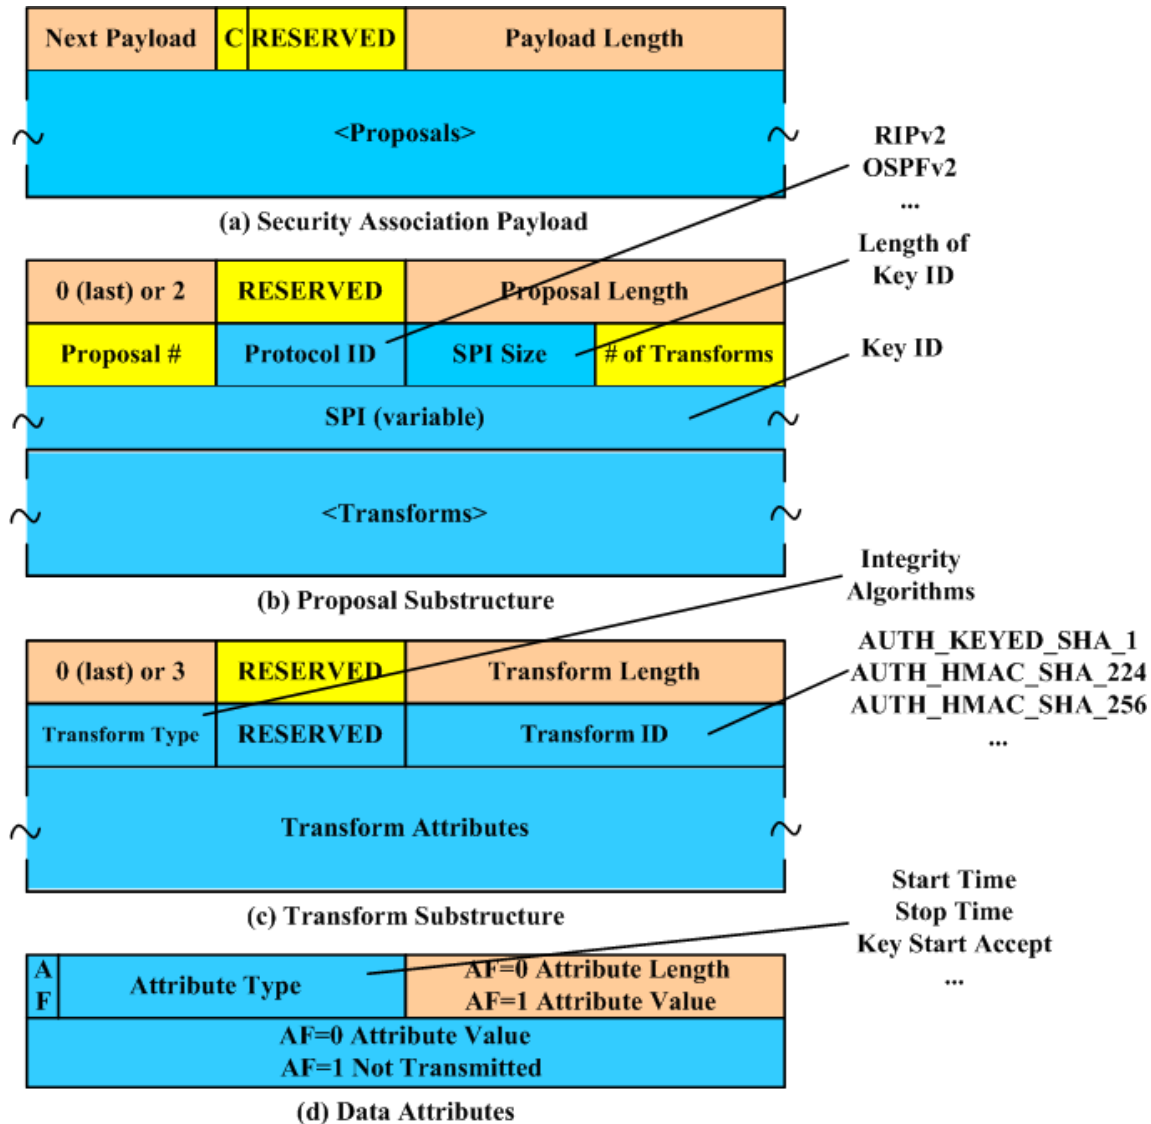 Next Payload C RESERVED Payload Length
<Proposals>
(a) Security Association Payload
RIPv2
OSPFv2
...
Length of
Key ID
0 (last) or 2 RESERVED Proposal Length
Proposal # Protocol ID SPI Size # of Transforms
Key ID
SPI (variable)
<Transforms>
(b) Proposal Substructure
Integrity
Algorithms
0 (last) or 3 RESERVED Transform Length
AUTH_KEYED_SHA_1
AUTH_HMAC_SHA_224
AUTH_HMAC_SHA_256
...
Transform Type RESERVED Transform ID
Transform Attributes
(c) Transform Substructure
Start Time
Stop Time
Key Start Accept
...
A
F
Attribute Type
AF=0 Attribute Length
AF=1 Attribute Value
AF=0 Attribute Value
AF=1 Not Transmitted
(d) Data Attributes